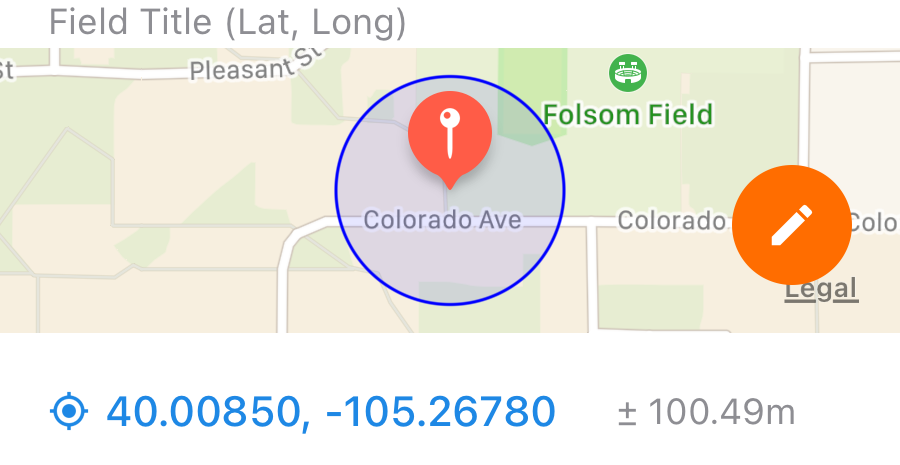 Field Title (Lat, Long)
St
Pleasant St
Folsom Field
Colorado Ave
Colorado
Colo
Legal
40.00850, -105.26780
± 100.49m